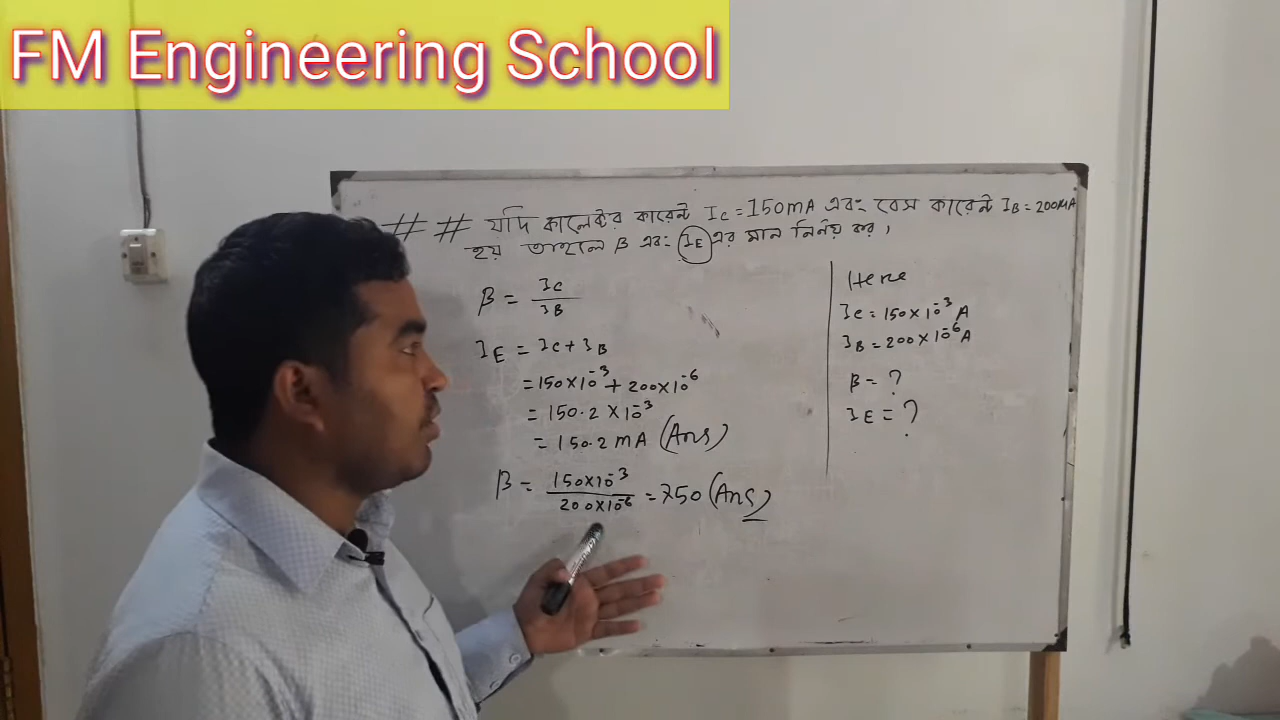 FM Engineering School
## যদি কালেক্টর কারেন্ট IC = 150mA এবং বেস কারেন্ট IB = 200MA
হয় তাহলে β এবং IE এর মান নির্নয় কর।
β = IC / IB
IE = IC + IB
= 150×10⁻³ + 200×10⁻⁶
= 150.2 × 10⁻³
= 150.2 mA (Ans)
β = 150×10⁻³ / 200×10⁻⁶ = 750 (Ans)
Here
IC = 150×10⁻³ A
IB = 200×10⁻⁶ A
β = ?
IE = ?